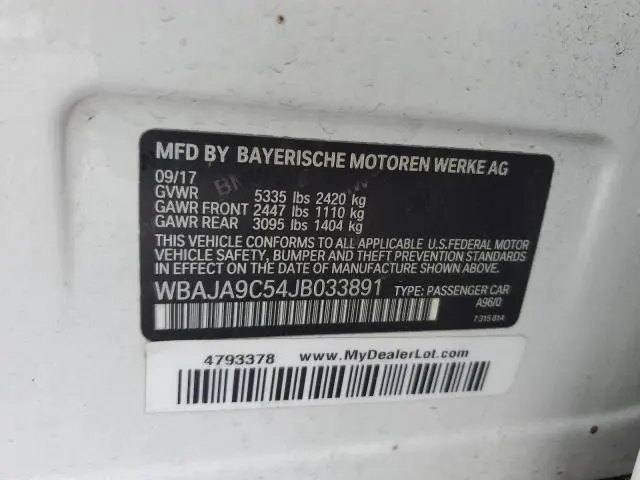 MFD BY BAYERISCHE MOTOREN WERKE AG
09/17
GVWR 5335 lbs 2420 kg
GAWR FRONT 2447 lbs 1110 kg
GAWR REAR 3095 lbs 1404 kg
THIS VEHICLE CONFORMS TO ALL APPLICABLE U.S.FEDERAL MOTOR
VEHICLE SAFETY, BUMPER AND THEFT PREVENTION STANDARDS
IN EFFECT ON THE DATE OF MANUFACTURE SHOWN ABOVE.
WBAJA9C54JB033891 TYPE: PASSENGER CAR
A96/0
7 315 814
4793378 www.MyDealerLot.com